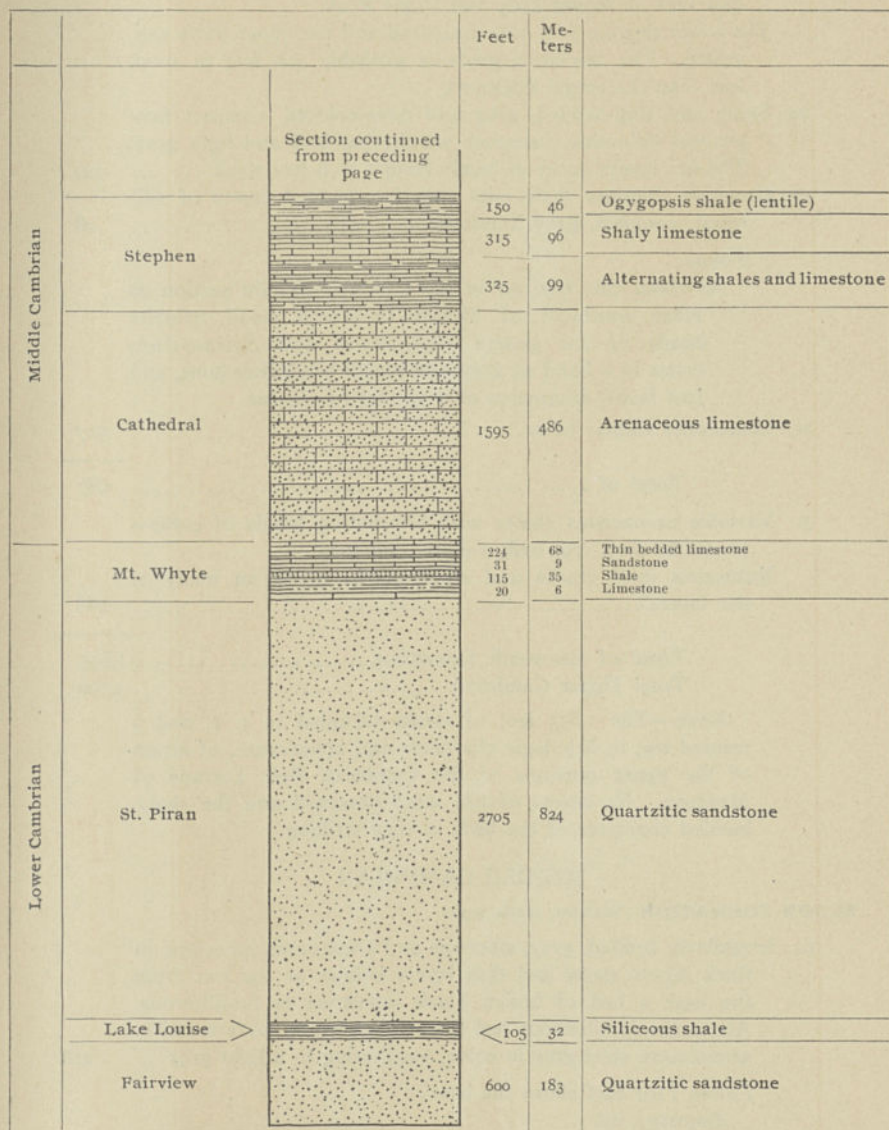 Feet
Me-
ters
Section continued
from preceding
page
Middle Cambrian
Stephen
150 46 Ogygopsis shale (lentile)
315 96 Shaly limestone
325 99 Alternating shales and limestone
Cathedral
1595 486 Arenaceous limestone
Lower Cambrian
Mt. Whyte
224 68 Thin bedded limestone
31 9 Sandstone
115 35 Shale
20 6 Limestone
St. Piran
2705 824 Quartzitic sandstone
Lake Louise > < 105 32 Siliceous shale
Fairview
600 183 Quartzitic sandstone